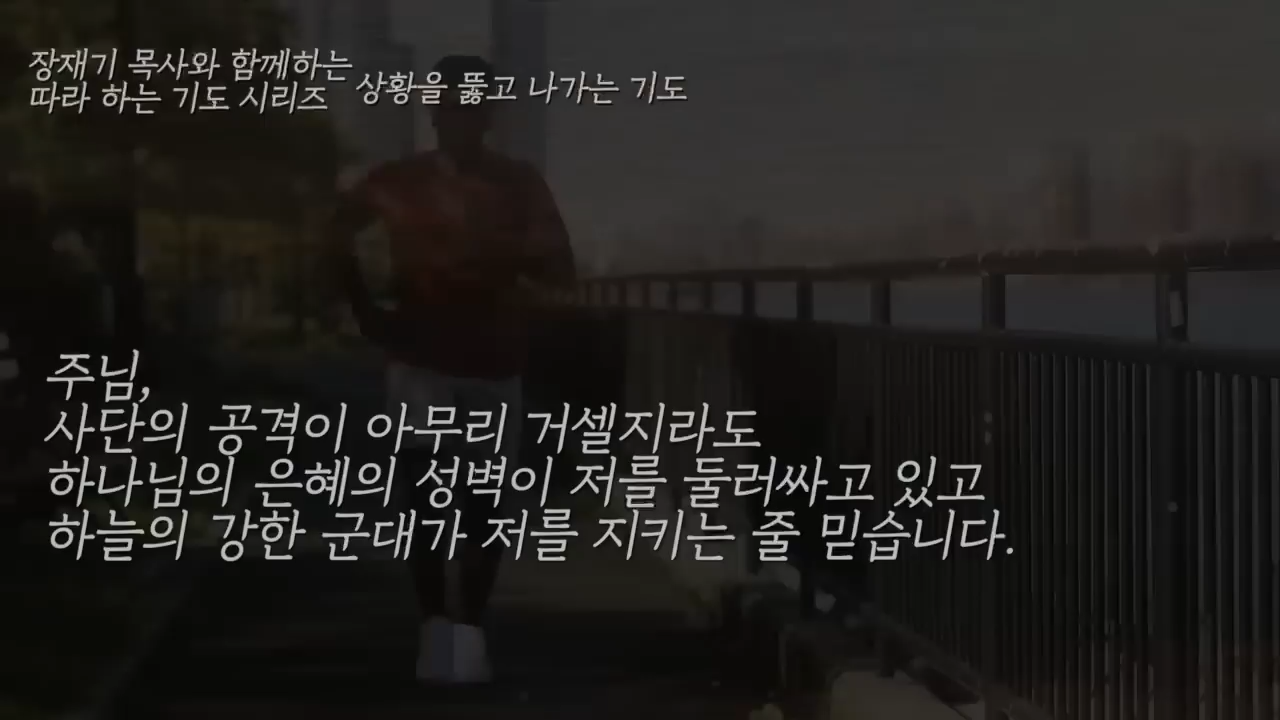 장재기 목사와 함께하는
따라 하는 기도 시리즈
상황을 뚫고 나가는 기도
주님,
사단의 공격이 아무리 거셀지라도
하나님의 은혜의 성벽이 저를 둘러싸고 있고
하늘의 강한 군대가 저를 지키는 줄 믿습니다.